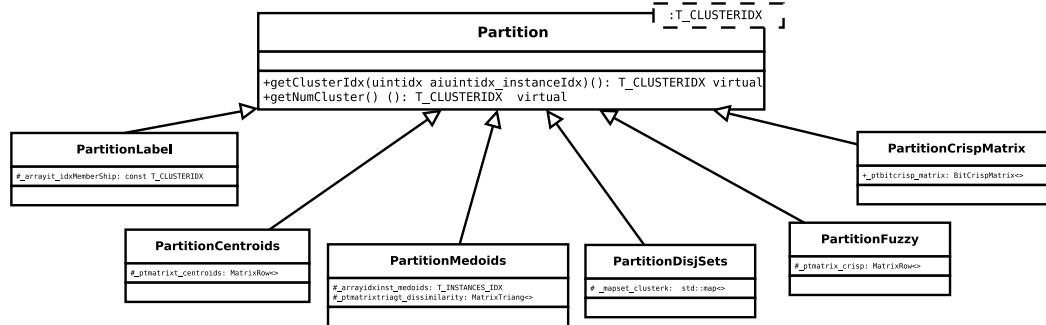 :T_CLUSTERIDX
Partition
+getClusterIdx(uintidx aiuintidx_instanceIdx)(): T_CLUSTERIDX virtual
+getNumCluster() (): T_CLUSTERIDX virtual
PartitionLabel
#_arrayit_idxMemberShip: const T_CLUSTERIDX
PartitionCrispMatrix
+_ptbitcrisp_matrix: BitCrispMatrix<>
PartitionCentroids
#_ptmatrixt_centroids: MatrixRow<>
PartitionMedoids
#_arrayidxinst_medoids: T_INSTANCES_IDX
#_ptmatrixtriagt_dissimilarity: MatrixTriang<>
PartitionDisjSets
# _mapset_clusterk: std::map<>
PartitionFuzzy
#_ptmatrix_crisp: MatrixRow<>